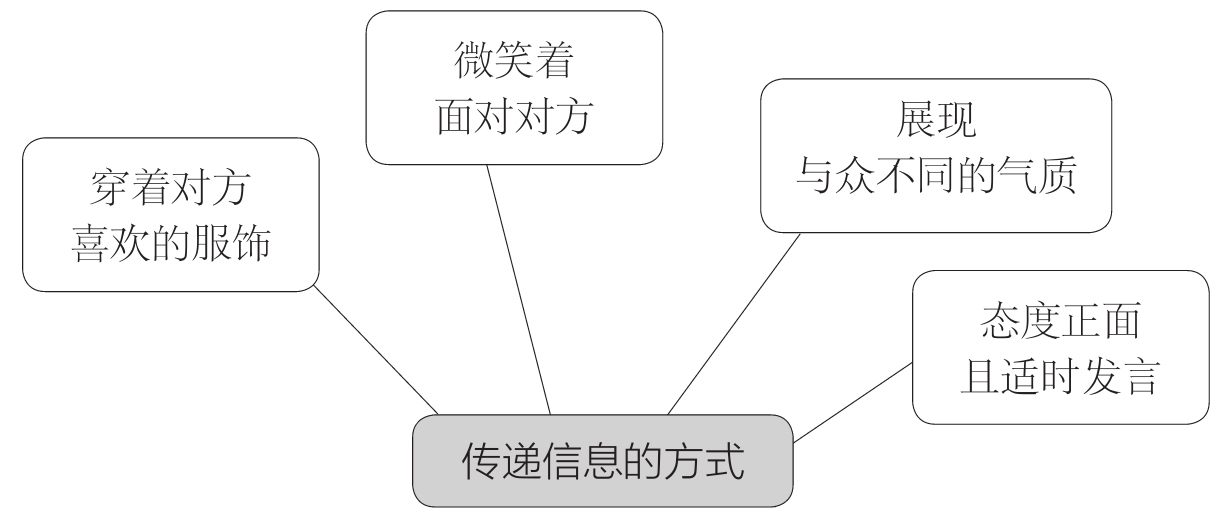 微笑着
面对对方
展现
与众不同的气质
穿着对方
喜欢的服饰
态度正面
且适时发言
传递信息的方式